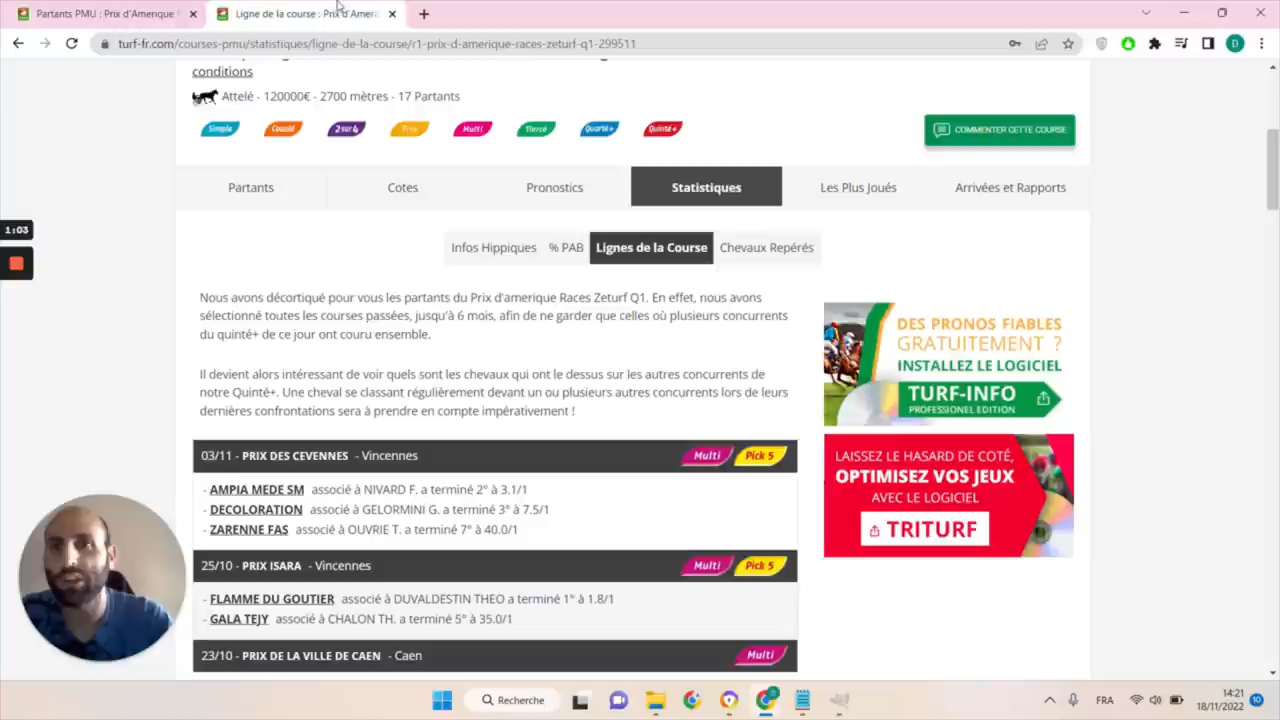 Partants PMU : Prix d'Amerique
Ligne de la course : Prix d'Ameri
turf-fr.com/courses-pmu/statistiques/ligne-de-la-course/r1-prix-d-amerique-races-zeturf-q1-299511
D
conditions
Attelé - 120000€ - 2700 mètres - 17 Partants
Simple
Couplé
2sur4
Trio
Multi
Tiercé
Quarté+
Quinté+
COMMENTER CETTE COURSE
Partants
Cotes
Pronostics
Statistiques
Les Plus Joués
Arrivées et Rapports
1:03
Infos Hippiques
% PAB
Lignes de la Course
Chevaux Repérés
Nous avons décortiqué pour vous les partants du Prix d'amerique Races Zeturf Q1. En effet, nous avons
sélectionné toutes les courses passées, jusqu'à 6 mois, afin de ne garder que celles où plusieurs concurrents
du quinté+ de ce jour ont couru ensemble.
Il devient alors intéressant de voir quels sont les chevaux qui ont le dessus sur les autres concurrents de
notre Quinté+. Une cheval se classant régulièrement devant un ou plusieurs autres concurrents lors de leurs
dernières confrontations sera à prendre en compte impérativement !
DES PRONOS FIABLES
GRATUITEMENT ?
INSTALLEZ LE LOGICIEL
TURF-INFO
PROFESSIONEL EDITION
LAISSEZ LE HASARD DE COTÉ,
OPTIMISEZ VOS JEUX
AVEC LE LOGICIEL
TRITURF
03/11 - PRIX DES CEVENNES - Vincennes
Multi
Pick 5
- AMPIA MEDE SM associé à NIVARD F. a terminé 2° à 3.1/1
- DECOLORATION associé à GELORMINI G. a terminé 3° à 7.5/1
- ZARENNE FAS associé à OUVRIE T. a terminé 7° à 40.0/1
25/10 - PRIX ISARA - Vincennes
Multi
Pick 5
- FLAMME DU GOUTIER associé à DUVALDESTIN THEO a terminé 1° à 1.8/1
- GALA TEJY associé à CHALON TH. a terminé 5° à 35.0/1
23/10 - PRIX DE LA VILLE DE CAEN - Caen
Multi
Recherche
FRA
14:21
18/11/2022
10